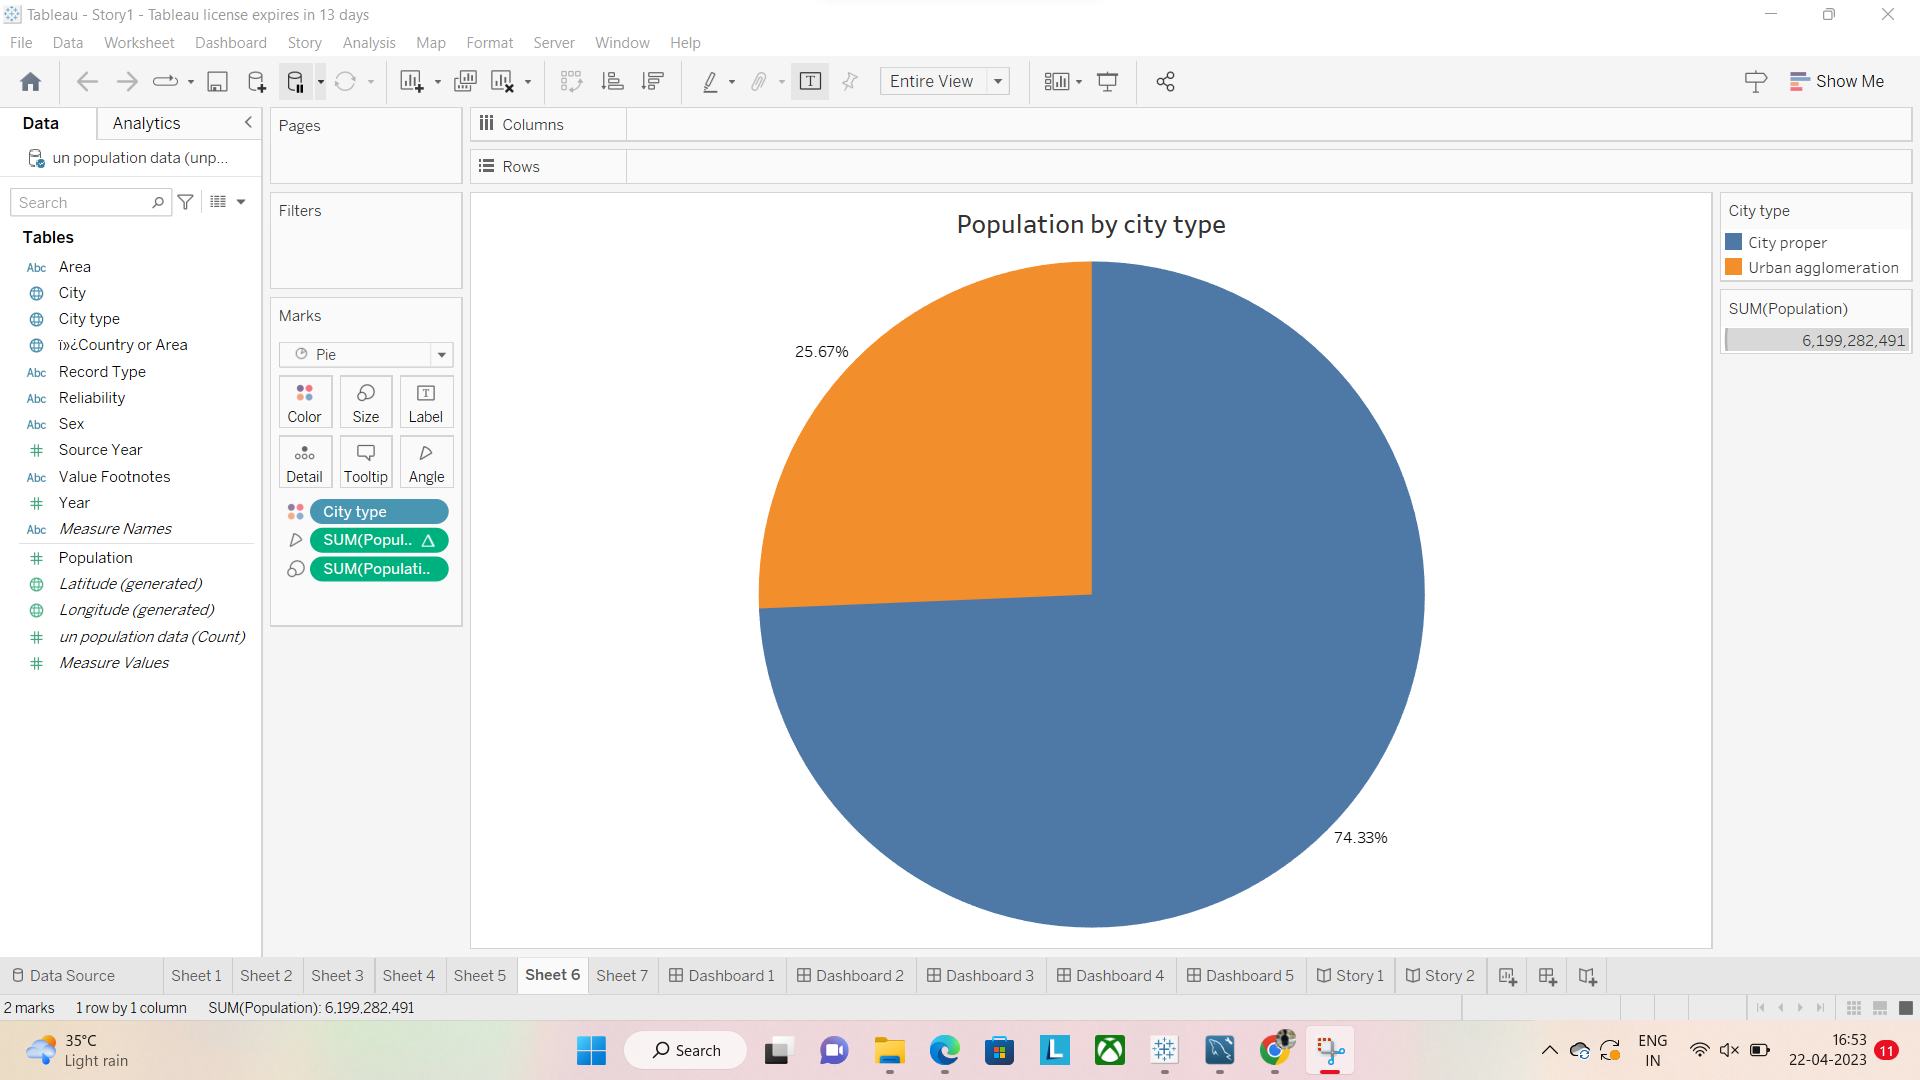 Tableau - Story1 - Tableau license expires in 13 days
File Data Worksheet Dashboard Story Analysis Map Format Server Window Help
Entire View
Show Me
Data Analytics
un population data (unp...
Search
Tables
Abc Area
City
City type
ï»¿Country or Area
Abc Record Type
Abc Reliability
Abc Sex
Source Year
Abc Value Footnotes
Year
Abc Measure Names
Population
Latitude (generated)
Longitude (generated)
un population data (Count)
Measure Values
Pages
Filters
Marks
Pie
Color Size Label
Detail Tooltip Angle
City type
SUM(Popul.. △
SUM(Populati..
Columns
Rows
Population by city type
25.67%
74.33%
City type
City proper
Urban agglomeration
SUM(Population)
6,199,282,491
Data Source Sheet 1 Sheet 2 Sheet 3 Sheet 4 Sheet 5 Sheet 6 Sheet 7 Dashboard 1 Dashboard 2 Dashboard 3 Dashboard 4 Dashboard 5 Story 1 Story 2
2 marks 1 row by 1 column SUM(Population): 6,199,282,491
35°C
Light rain
Search
ENG
IN
16:53
22-04-2023
11